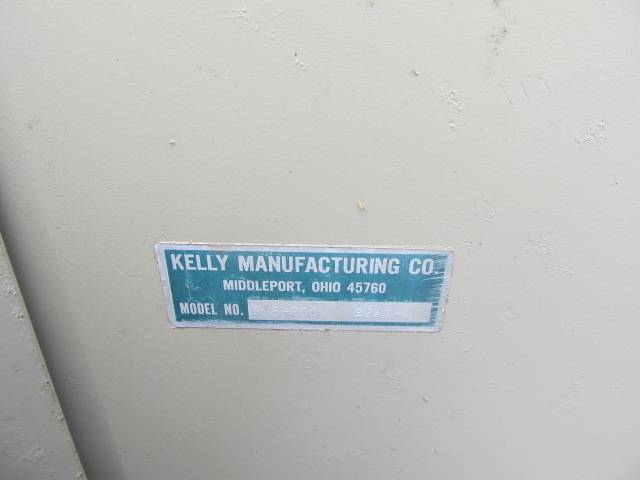 KELLY MANUFACTURING CO.
MIDDLEPORT, OHIO 45760
MODEL NO.